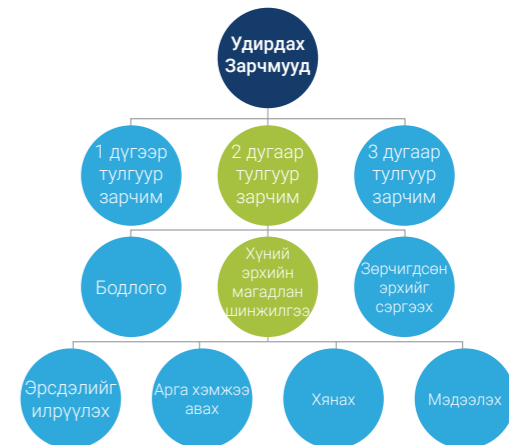 Удирдах
Зарчмууд
1 дүгээр
тулгуур
зарчим
2 дугаар
тулгуур
зарчим
3 дугаар
тулгуур
зарчим
Бодлого
Хүний
эрхийн
магадлан
шинжилгээ
Зөрчигдсөн
эрхийг
сэргээх
Эрсдэлийг
илрүүлэх
Арга хэмжээ
авах
Хянах
Мэдээлэх